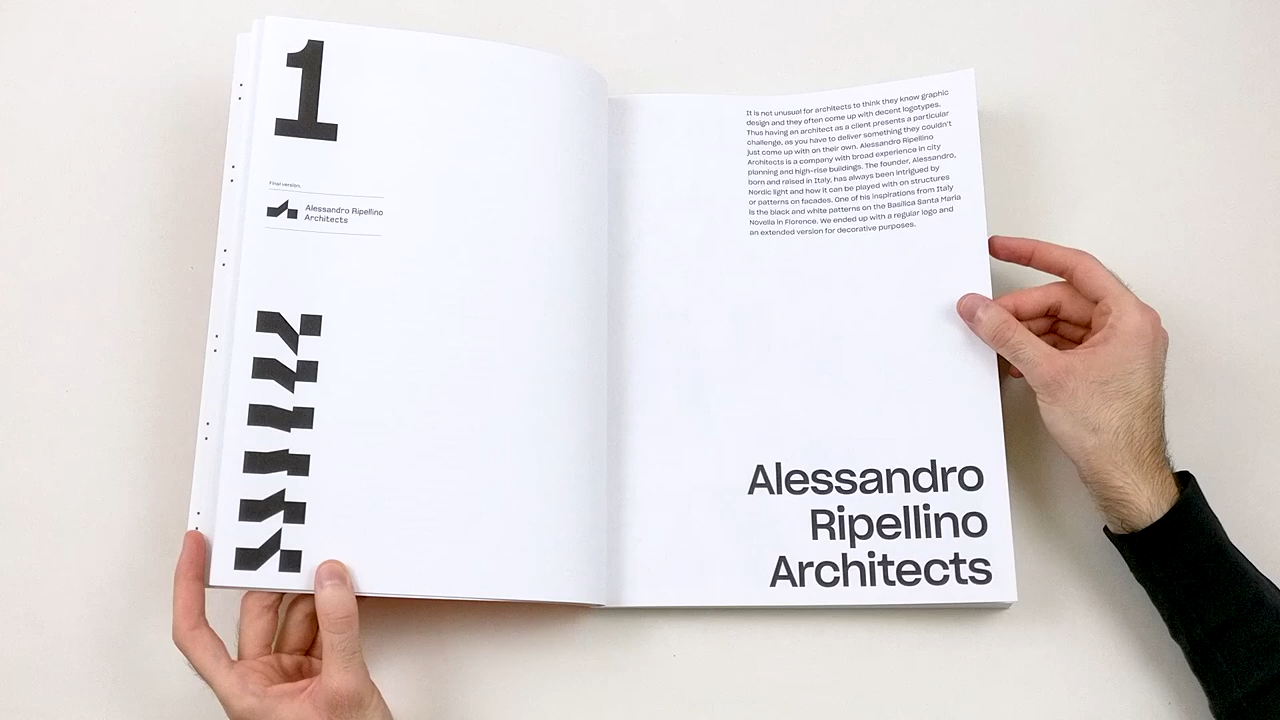 1
Final version.
Alessandro Ripellino
Architects
It is not unusual for architects to think they know graphic
design and they often come up with decent logotypes.
Thus having an architect as a client presents a particular
challenge, as you have to deliver something they couldn't
just come up with on their own. Alessandro Ripellino
Architects is a company with broad experience in city
planning and high-rise buildings. The founder, Alessandro,
born and raised in Italy, has always been intrigued by
Nordic light and how it can be played with on structures
or patterns on facades. One of his inspirations from Italy
is the black and white patterns on the Basilica Santa Maria
Novella in Florence. We ended up with a regular logo and
an extended version for decorative purposes.
Alessandro
Ripellino
Architects